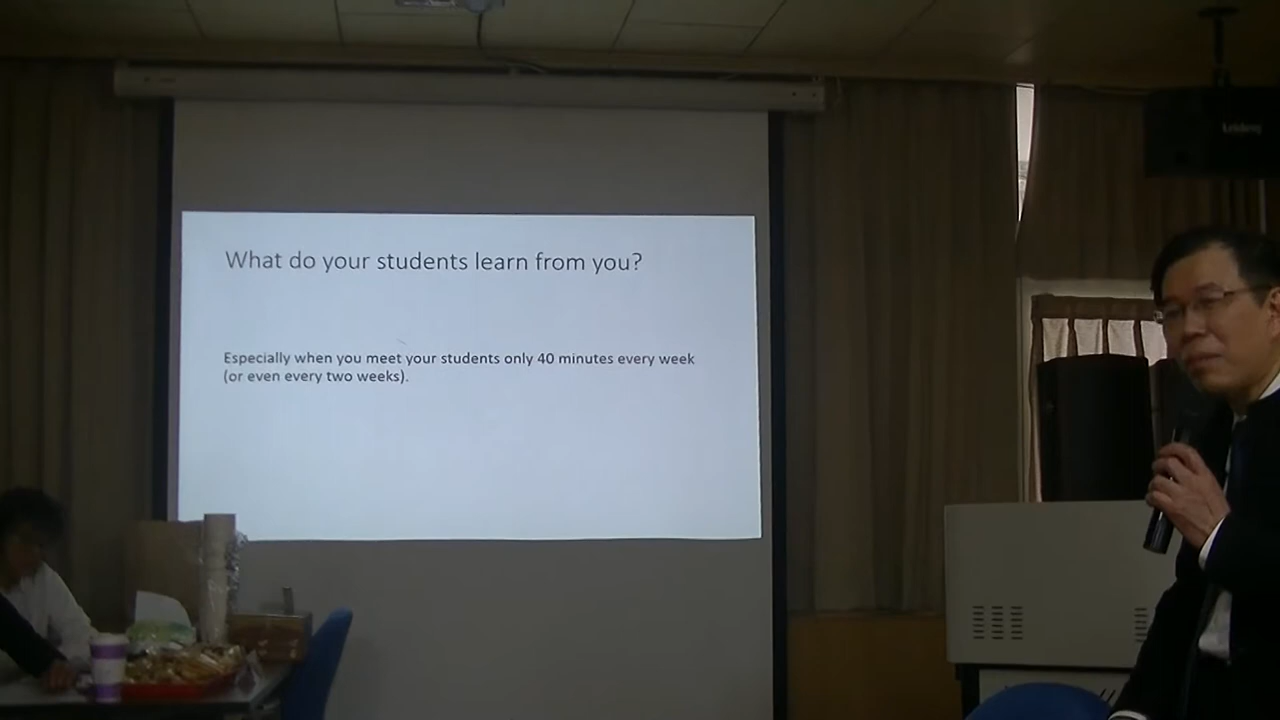 What do your students learn from you?
Especially when you meet your students only 40 minutes every week
(or even every two weeks).